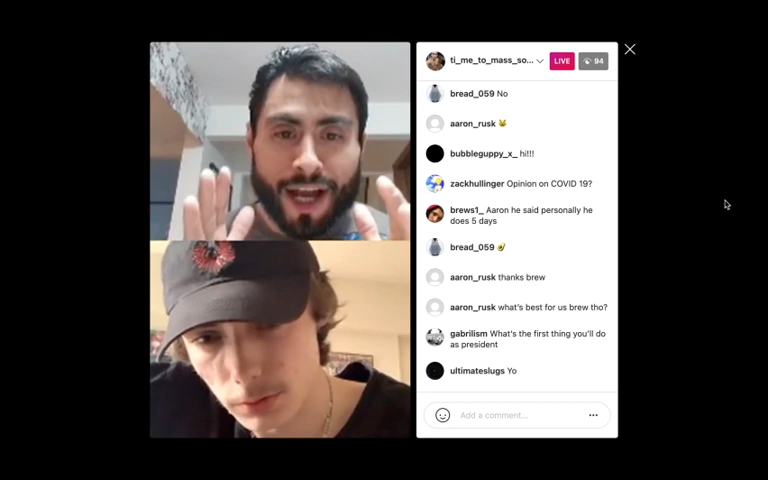 ti_me_to_mass_so...
LIVE
94
bread_059 No
aaron_rusk
bubbleguppy_x_ hi!!!
zackhullinger Opinion on COVID 19?
brews1_ Aaron he said personally he
does 5 days
bread_059
aaron_rusk thanks brew
aaron_rusk what's best for us brew tho?
gabrilism What's the first thing you'll do
as president
ultimateslugs Yo
Add a comment...